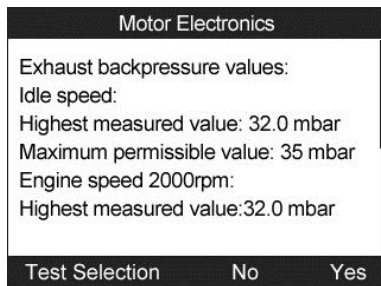 Motor Electronics
Exhaust backpressure values:
Idle speed:
Highest measured value: 32.0 mbar
Maximum permissible value: 35 mbar
Engine speed 2000rpm:
Highest measured value:32.0 mbar
Test Selection No Yes